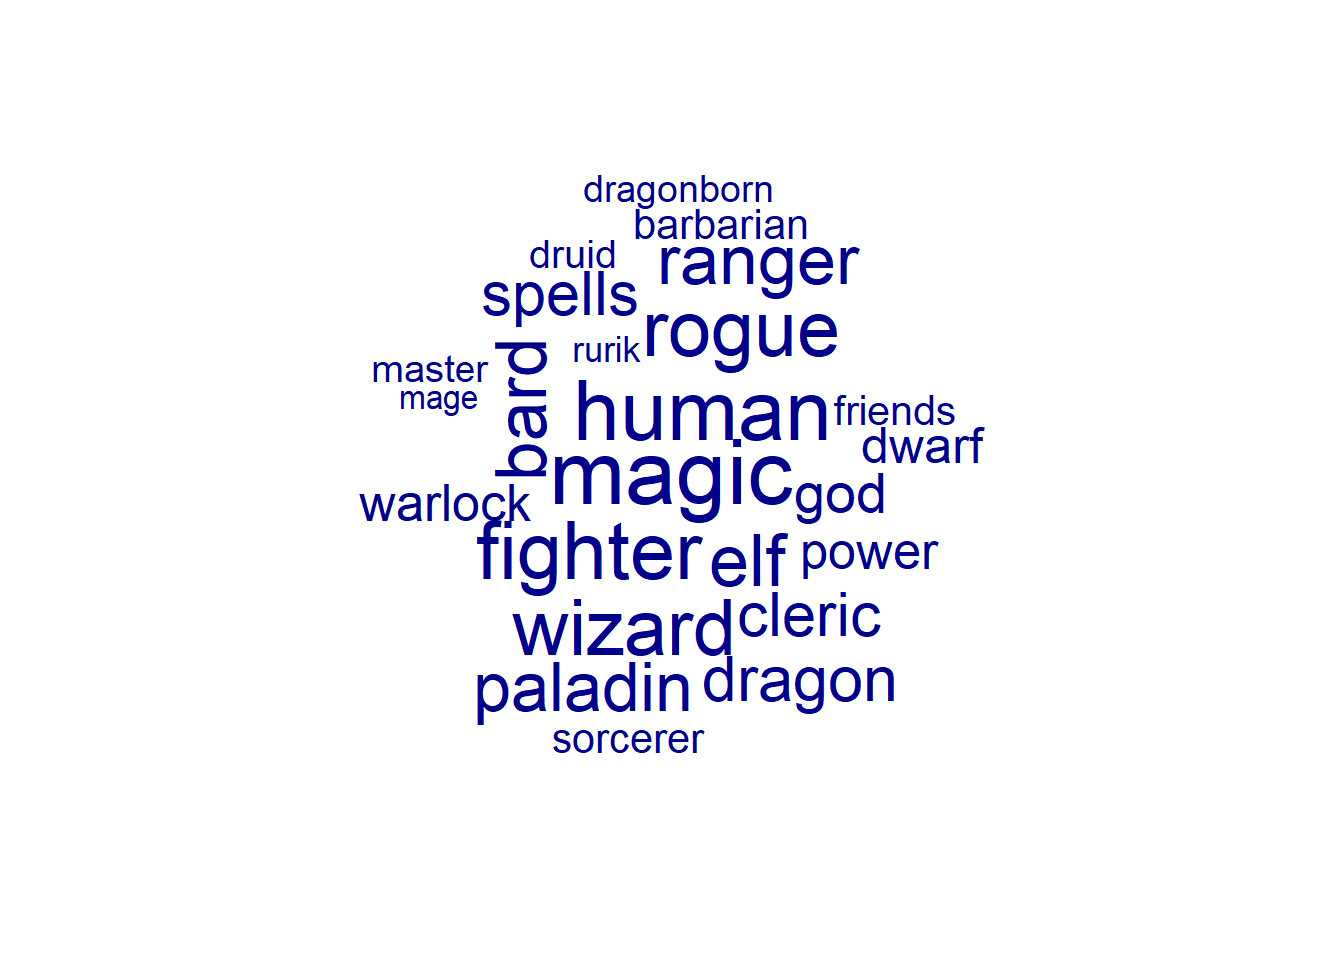 dragonborn
barbarian
druid
ranger
spells
rogue
rurik
bard
master
mage
human
friends
dwarf
magic
god
warlock
fighter
elf
power
wizard
cleric
paladin
dragon
sorcerer